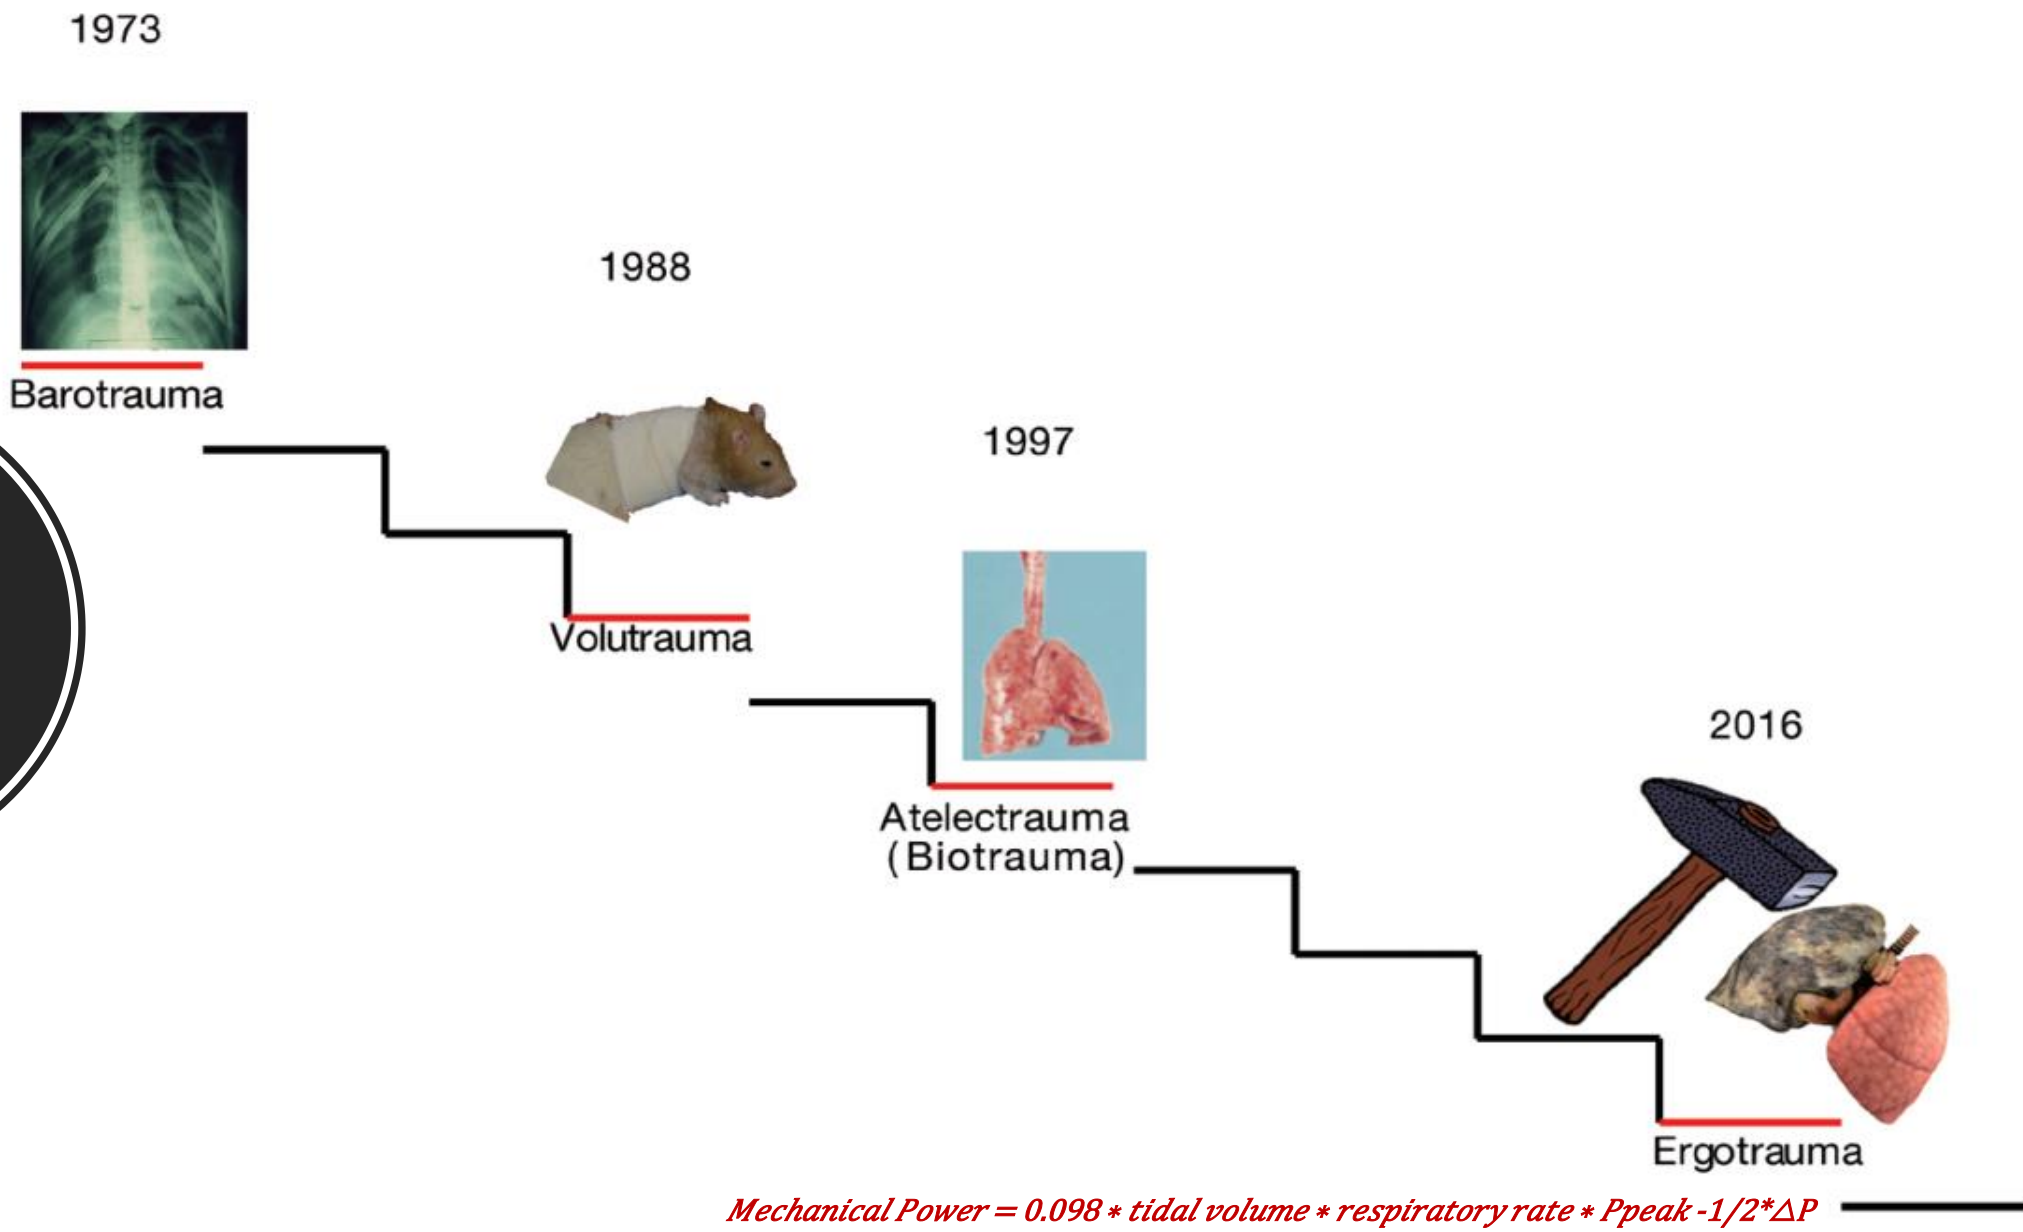 1973
Barotrauma
1988
Volutrauma
1997
Atelectrauma
(Biotrauma)
2016
Ergotrauma
Mechanical Power = 0.098 * tidal volume * respiratory rate * Ppeak -1/2*△P